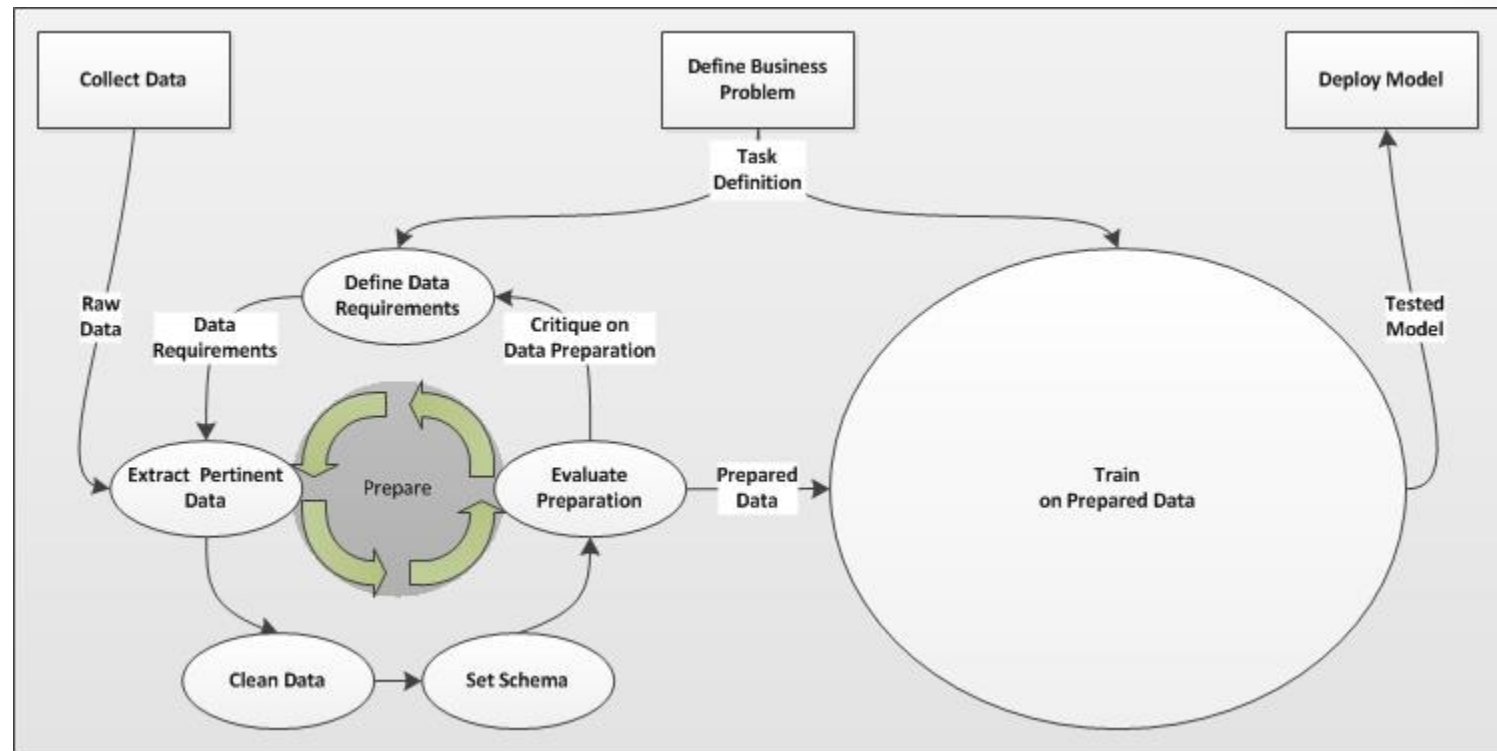 Collect Data
Define Business
Problem
Deploy Model
Task
Definition
Define Data
Requirements
Raw
Data
Data
Requirements
Critique on
Data Preparation
Tested
Model
Extract Pertinent
Data
Prepare
Evaluate
Preparation
Prepared
Data
Train
on Prepared Data
Clean Data
Set Schema